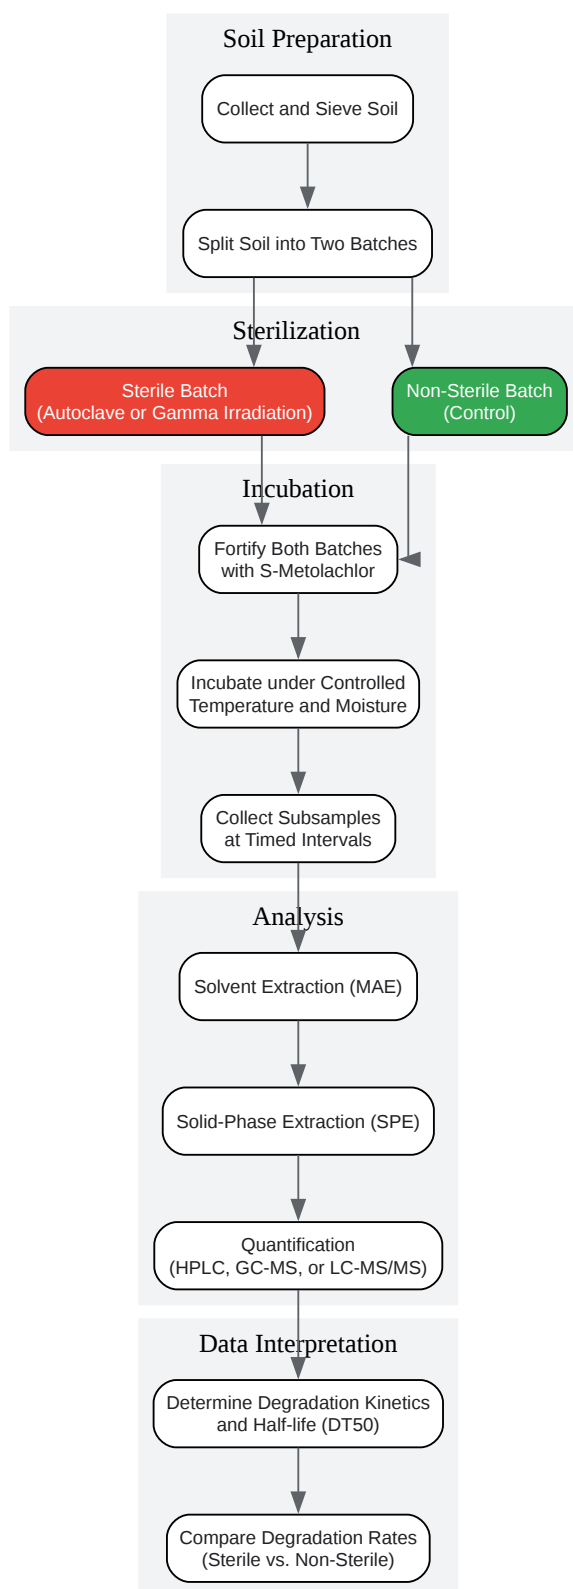 Soil Preparation
Collect and Sieve Soil
Split Soil into Two Batches
Sterilization
Sterile Batch
(Autoclave or Gamma Irradiation)
Non-Sterile Batch
(Control)
Incubation
Fortify Both Batches
with S-Metolachlor
Incubate under Controlled
Temperature and Moisture
Collect Subsamples
at Timed Intervals
Analysis
Solvent Extraction (MAE)
Solid-Phase Extraction (SPE)
Quantification
(HPLC, GC-MS, or LC-MS/MS)
Data Interpretation
Determine Degradation Kinetics
and Half-life (DT50)
Compare Degradation Rates
(Sterile vs. Non-Sterile)